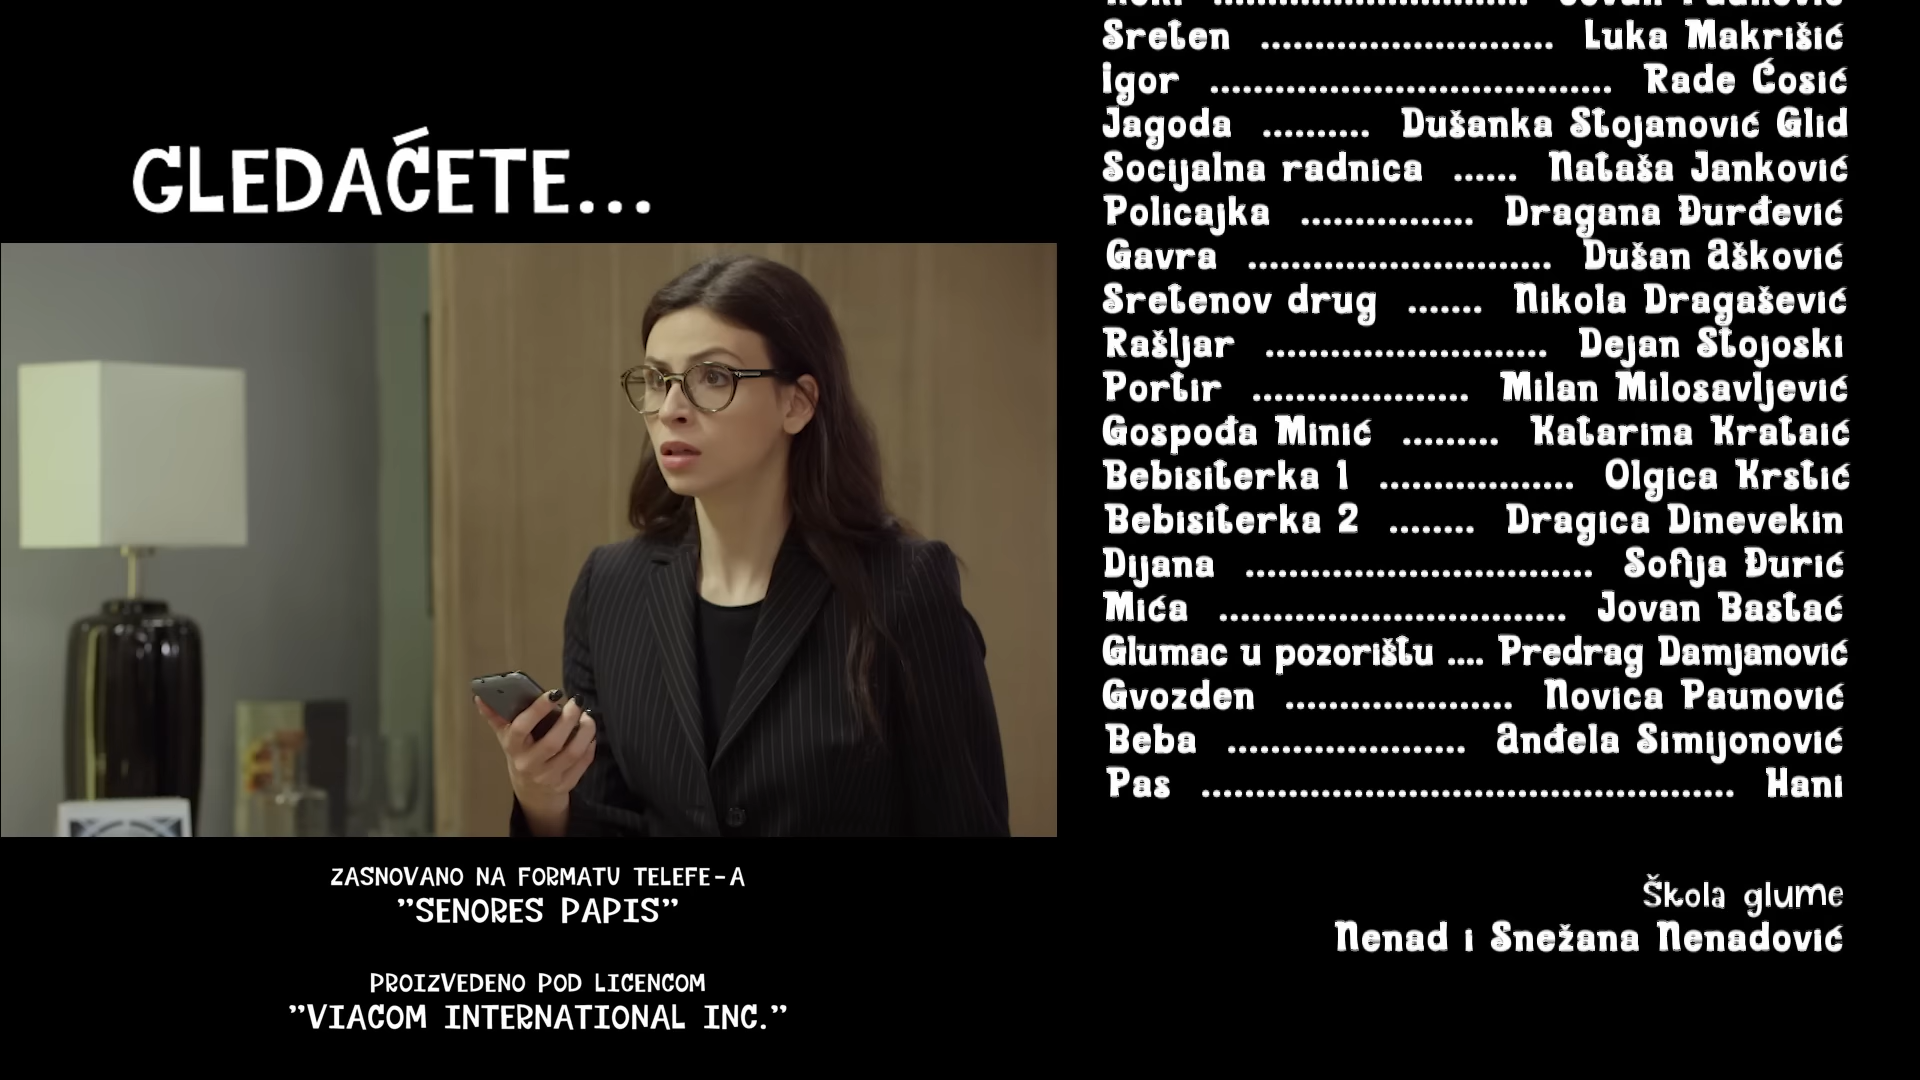 GLEDAĆETE...
ZASNOVANO NA FORMATU TELEFE-A
"SENORES PAPIS"
PROIZVEDENO POD LICENCOM
"VIACOM INTERNATIONAL INC."
Sreten ........................... Luka Makrišić
Igor ..................................... Rade Ćosić
Jagoda .......... Dušanka Stojanović Glid
Socijalna radnica ...... Nataša Janković
Policajka ................ Dragana Đurđević
Gavra ............................ Dušan Ašković
Sretenov drug ....... Nikola Dragašević
Rašljar .......................... Dejan Stojoski
Portir .................... Milan Milosavljević
Gospođa Minić ......... Katarina Krataić
Bebisiterka 1 .................. Olgica Krstić
Bebisiterka 2 ........ Dragica Dinevekin
Dijana ................................ Sofija Đurić
Mića ................................ Jovan Bastać
Glumac u pozorištu .... Predrag Damjanović
Gvozden ..................... Novica Paunović
Beba ...................... Anđela Simijonović
Pas ................................................. Hani
Škola glume
Nenad i Snežana Nenadović